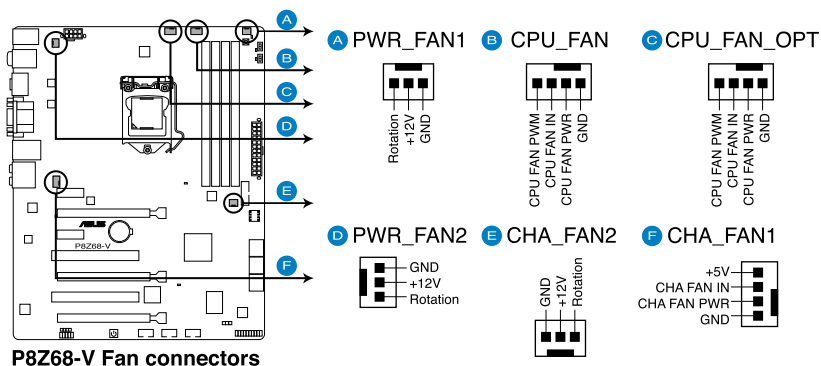 A
B
C
D
E
F
/ISUS
P8Z68-V
A PWR_FAN1
Rotation
+12V
GND
B CPU_FAN
CPU FAN PWM
CPU FAN IN
CPU FAN PWR
GND
C CPU_FAN_OPT
CPU FAN PWM
CPU FAN IN
CPU FAN PWR
GND
D PWR_FAN2
GND
+12V
Rotation
E CHA_FAN2
GND
+12V
Rotation
F CHA_FAN1
+5V
CHA FAN IN
CHA FAN PWR
GND
P8Z68-V Fan connectors